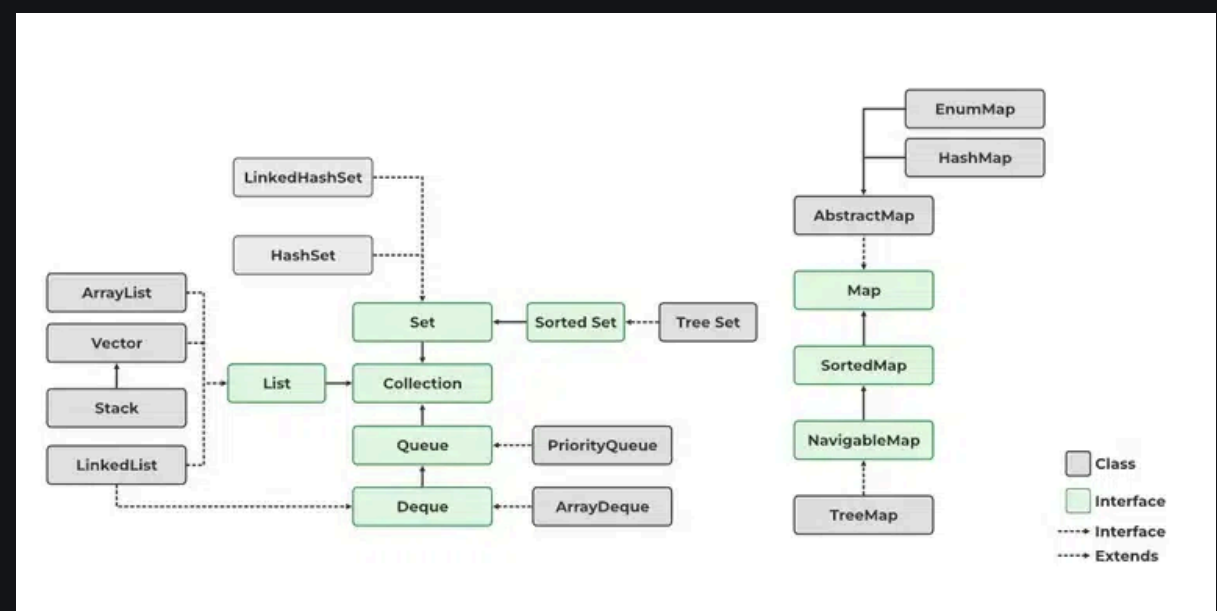 EnumMap
HashMap
LinkedHashSet
AbstractMap
HashSet
ArrayList
Map
Vector
Set
Sorted Set
Tree Set
SortedMap
List
Collection
Stack
Queue
PriorityQueue
NavigableMap
LinkedList
Class
Deque
ArrayDeque
TreeMap
Interface
Interface
Extends